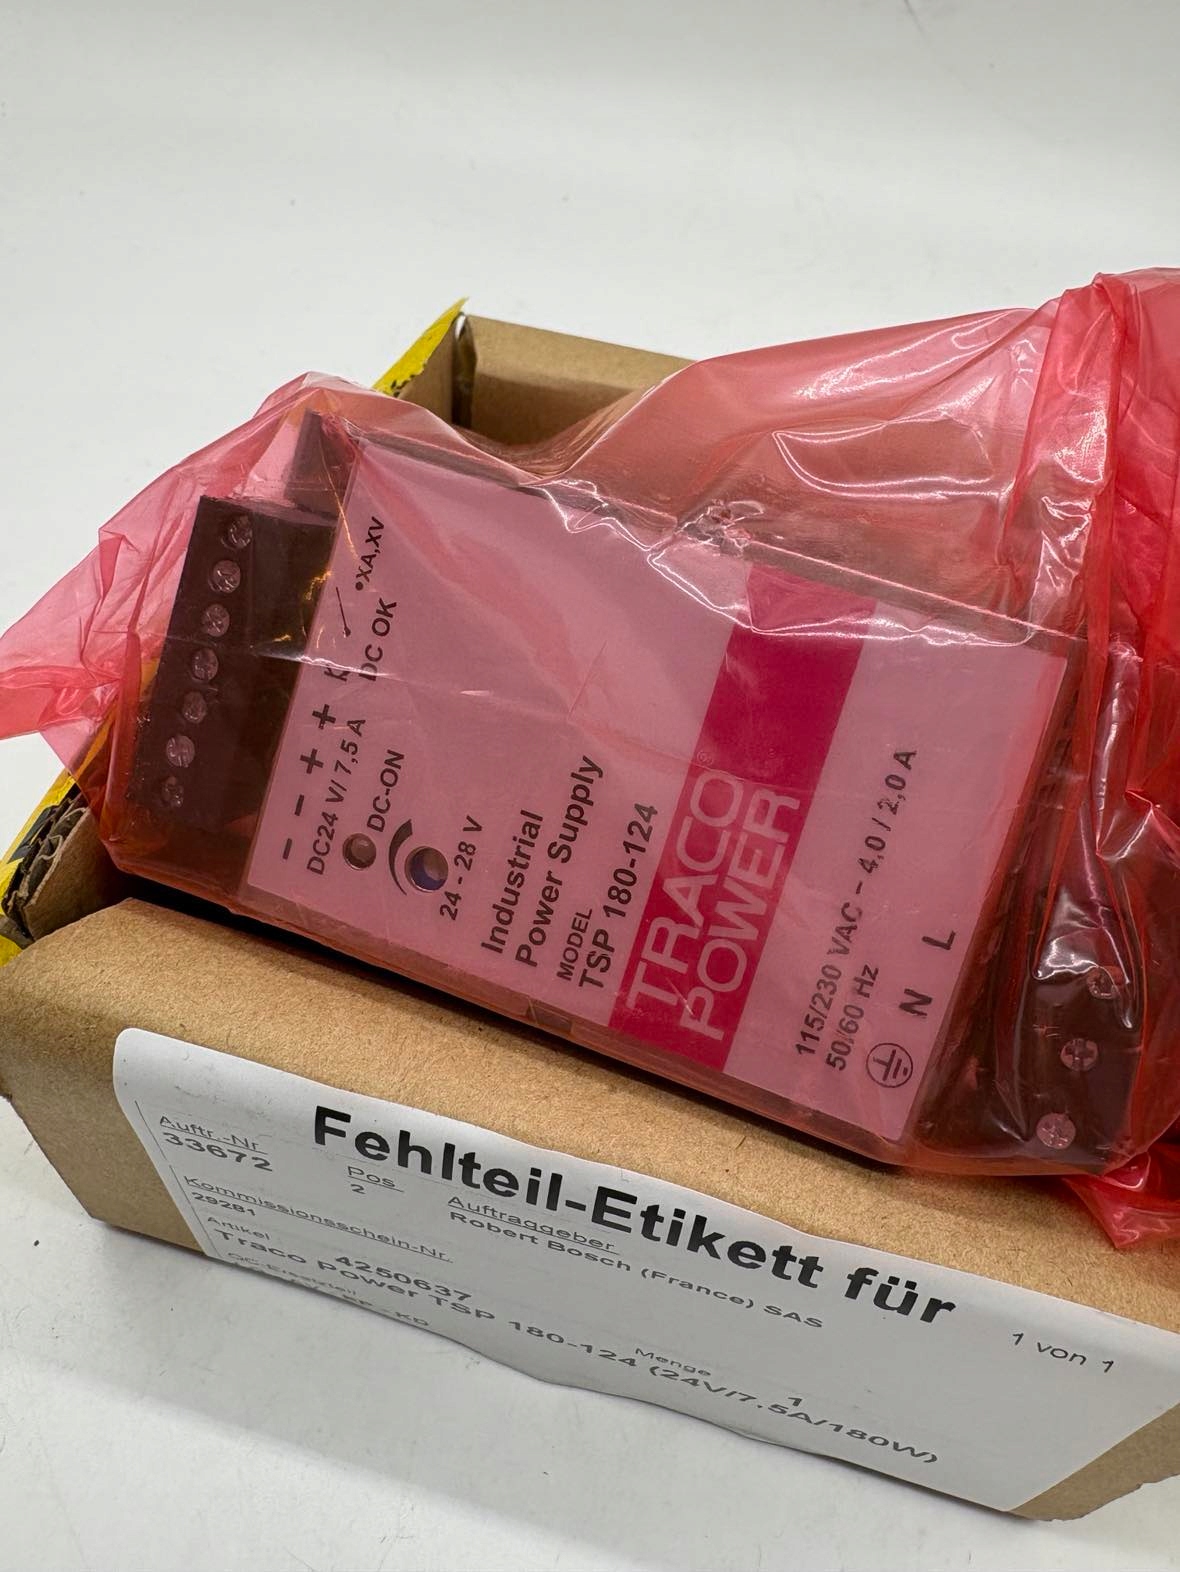 – – + +
DC24 V/7,5 A
DC OK
*XA,XV
DC-ON
24 - 28 V
Industrial
Power Supply
MODEL
TSP 180-124
TRACO®
POWER
115/230 VAC – 4,0 / 2,0 A
50/60 Hz
N L
Fehlteil-Etikett für
1 von 1
Auftr.-Nr
33672
Pos
2
Auftraggeber
Robert Bosch (France) SAS
Kommissionsschein-Nr.
29281
Artikel
4250637
Menge
1
Traco power TSP 180-124 (24V/7.5A/180W)